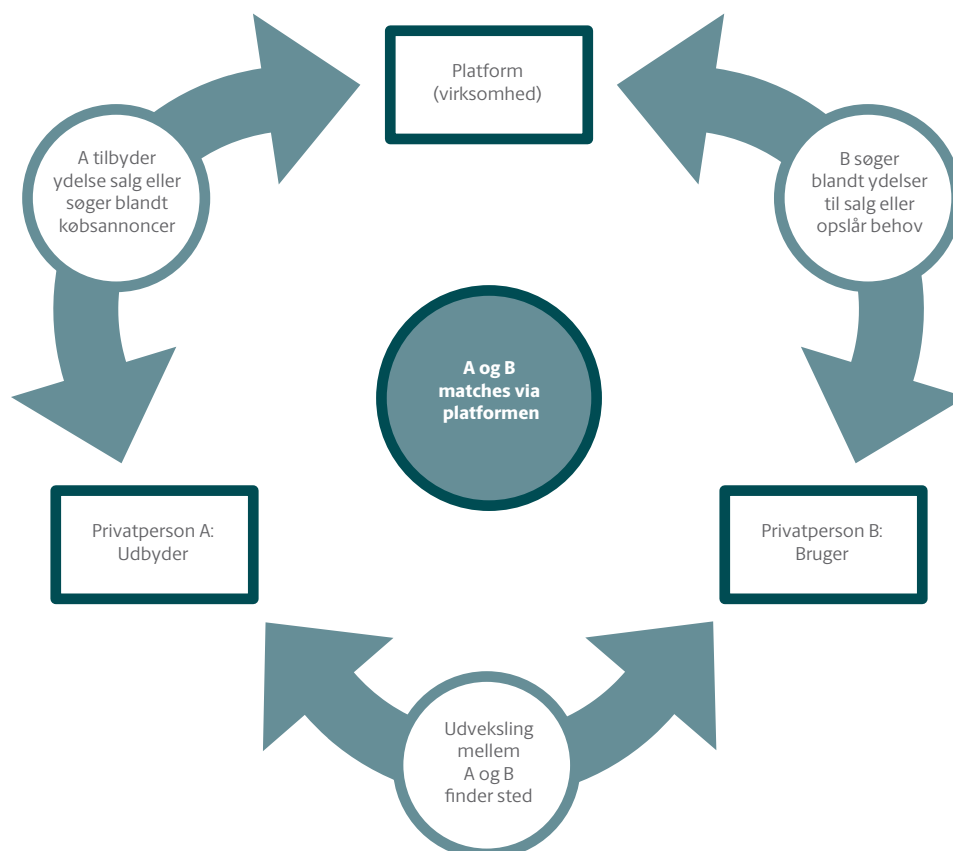 Platform
(virksomhed)
A tilbyder
ydelse salg eller
søger blandt
købsannoncer
B søger
blandt ydelser
til salg eller
opslår behov
A og B
matches via
platformen
Privatperson A:
Udbyder
Privatperson B:
Bruger
Udveksling
mellem
A og B
finder sted